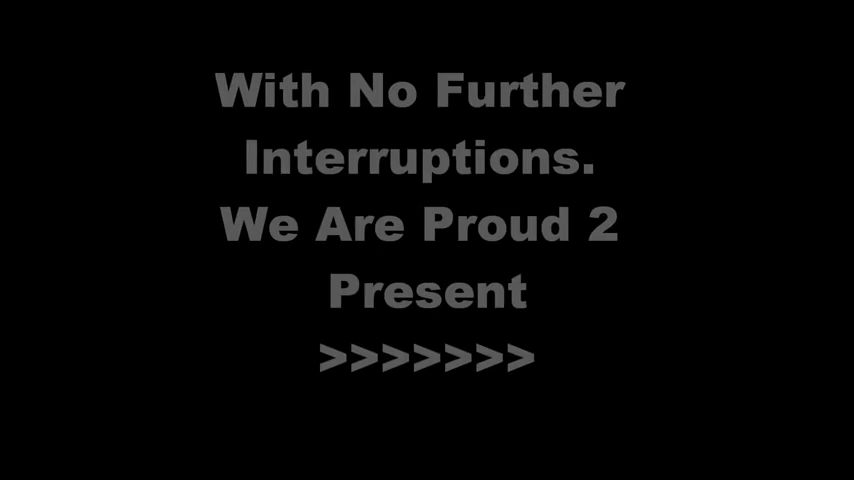 With No Further
Interruptions.
We Are Proud 2
Present
>>>>>>>